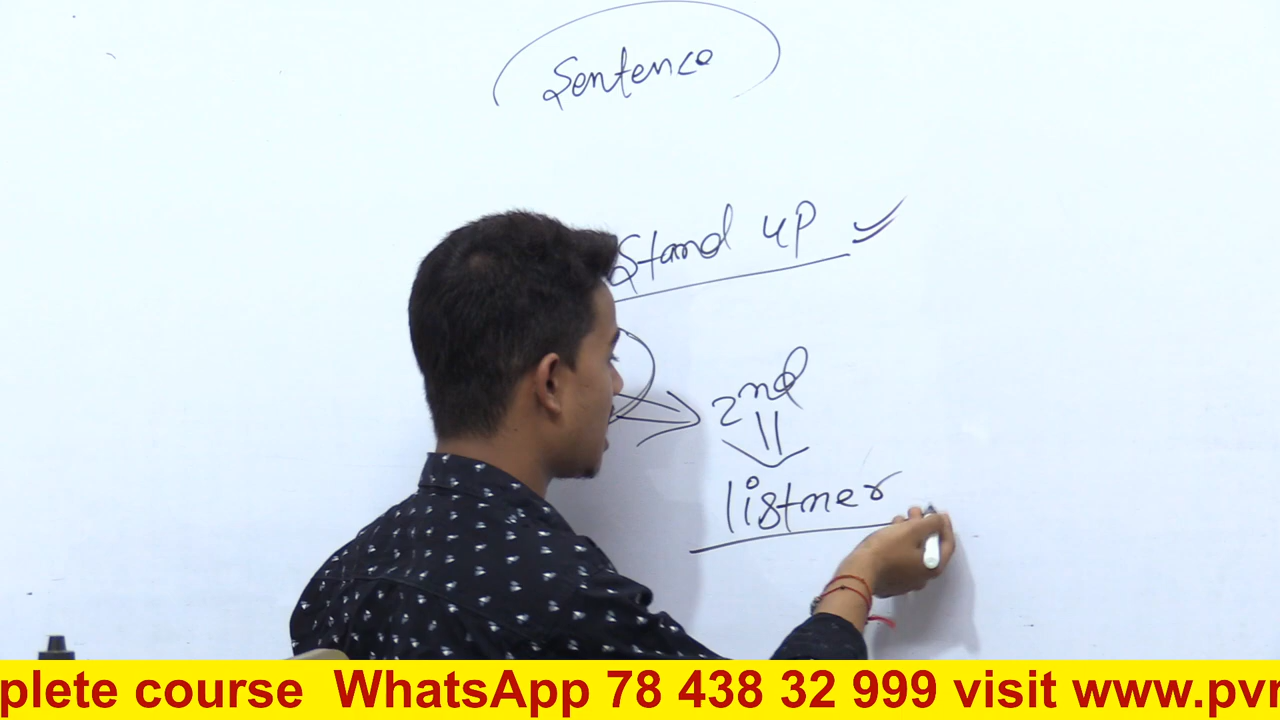 Sentence
Stand up
2nd
listner
plete course WhatsApp 78 438 32 999 visit www.pvr